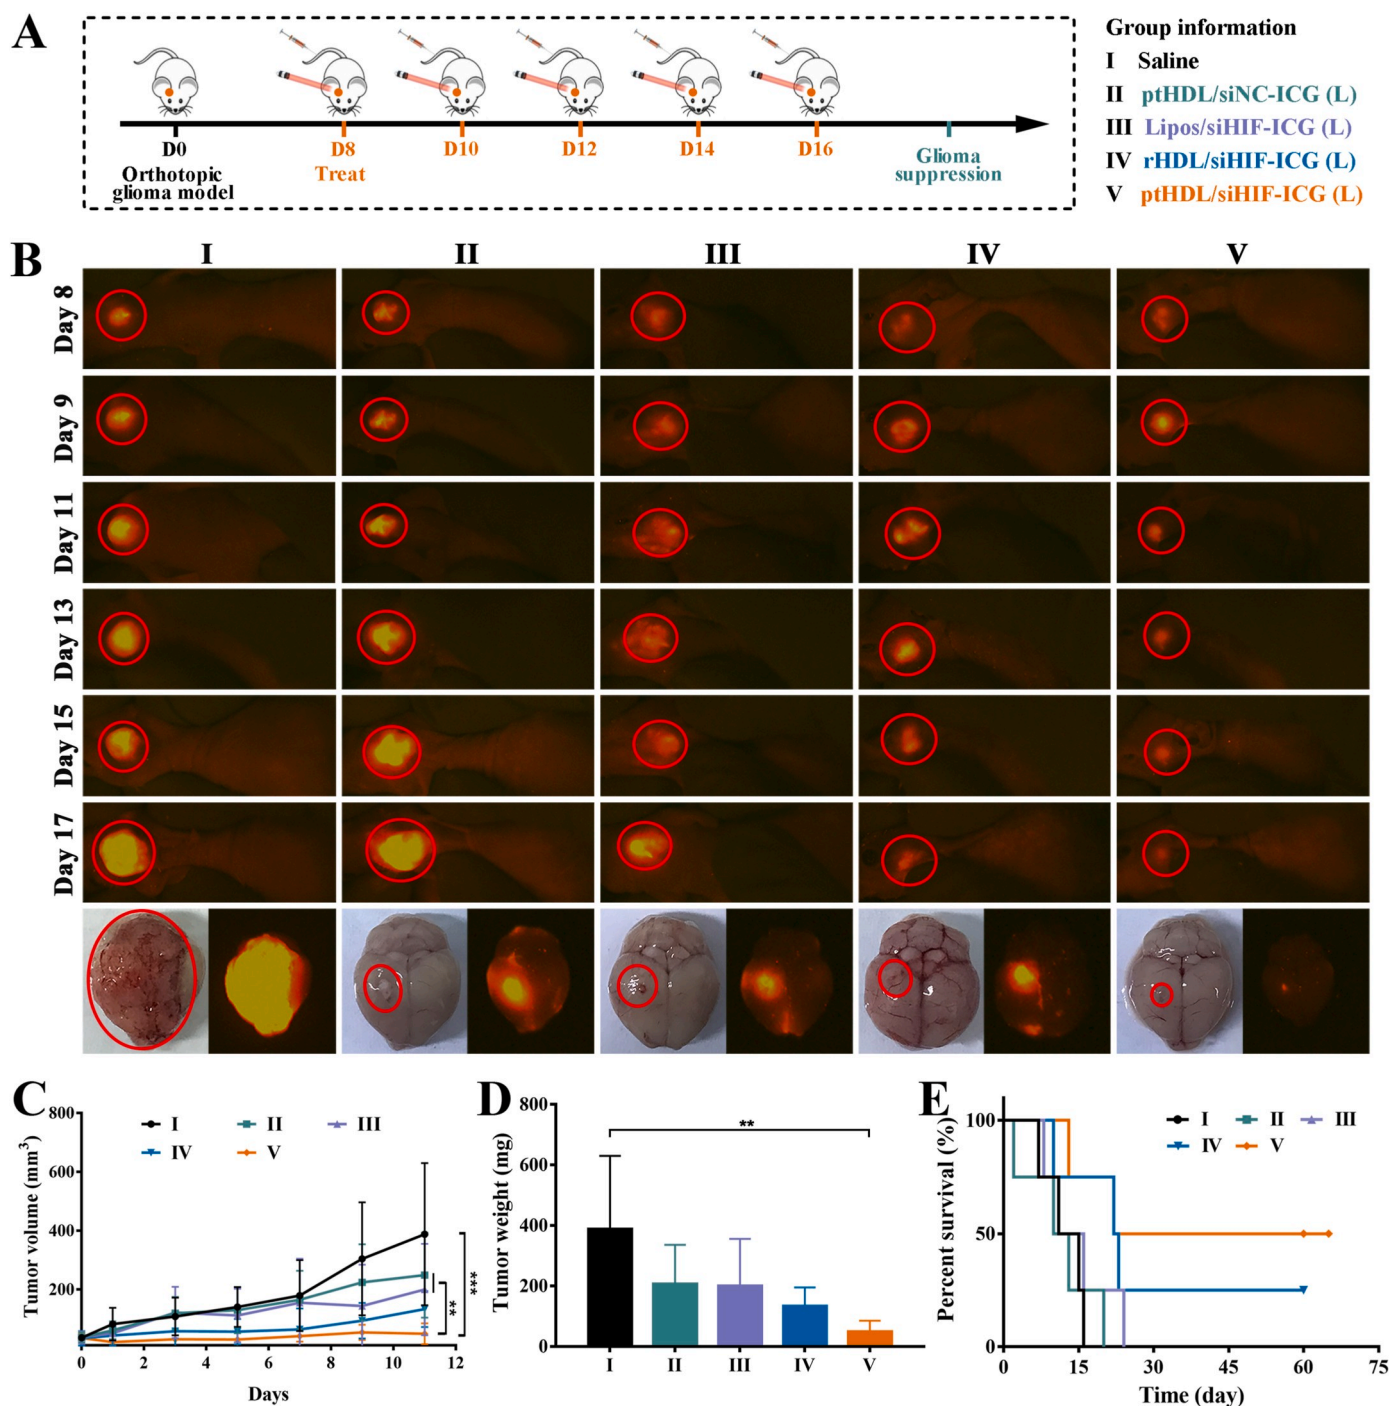 A
D0
Orthotopic
glioma model
D8
Treat
D10
D12
D14
D16
Glioma
suppression
Group information
I Saline
II ptHDL/siNC-ICG (L)
III Lipos/siHIF-ICG (L)
IV rHDL/siHIF-ICG (L)
V ptHDL/siHIF-ICG (L)
B
I II III IV V
Day 8
Day 9
Day 11
Day 13
Day 15
Day 17
C
Tumor volume (mm3)
800
600
400
200
I II III
IV V
**
***
0 2 4 6 8 10 12
Days
D
Tumor weight (mg)
800
600
400
200
0
**
I II III IV V
E
Percent survival (%)
100
50
0
I II III
IV V
0 15 30 45 60 75
Time (day)